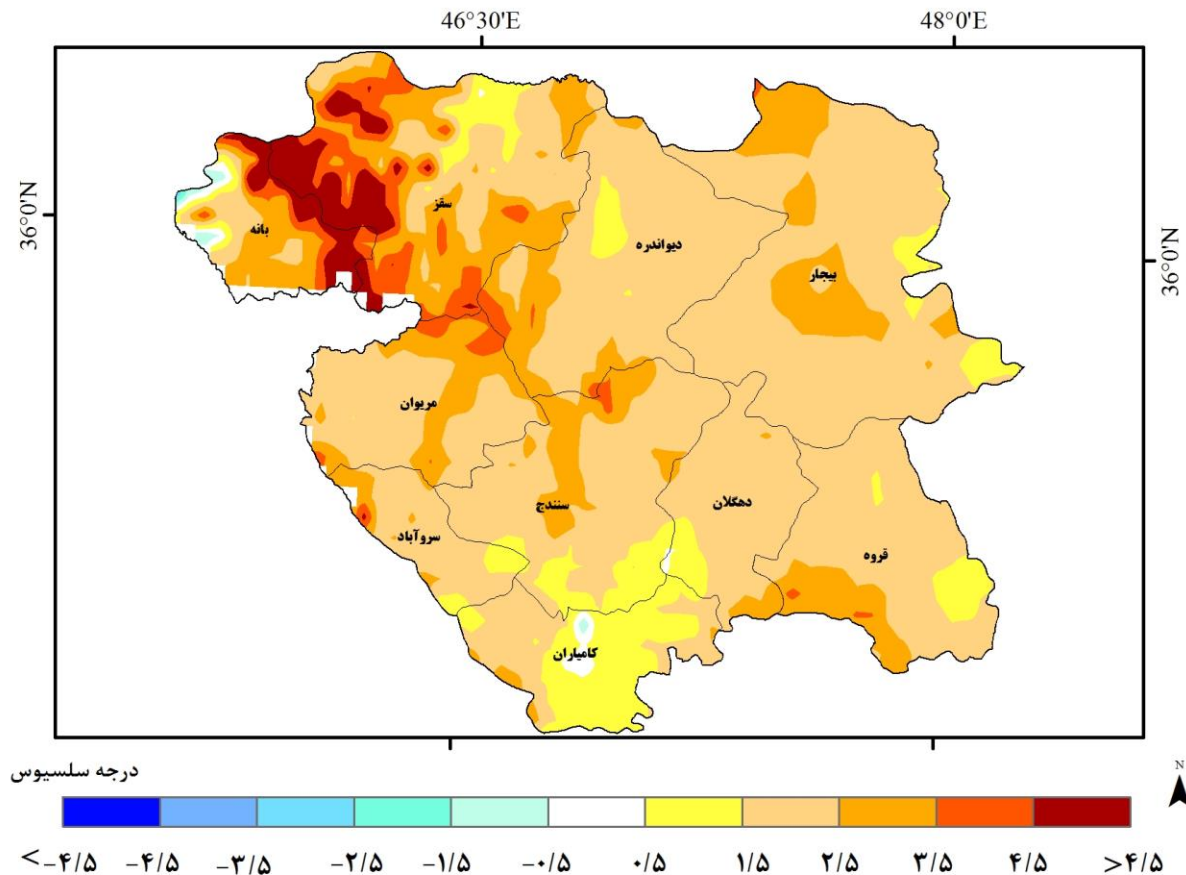 46°30'E
48°0'E
36°0'N
36°0'N
سقز
بانه
دیواندره
بیجار
مریوان
سنندج
دهگلان
سروآباد
قروه
کامیاران
درجه سلسیوس
N
<-۴/۵ -۴/۵ -۳/۵ -۲/۵ -۱/۵ -۰/۵ ۰/۵ ۱/۵ ۲/۵ ۳/۵ ۴/۵ >۴/۵